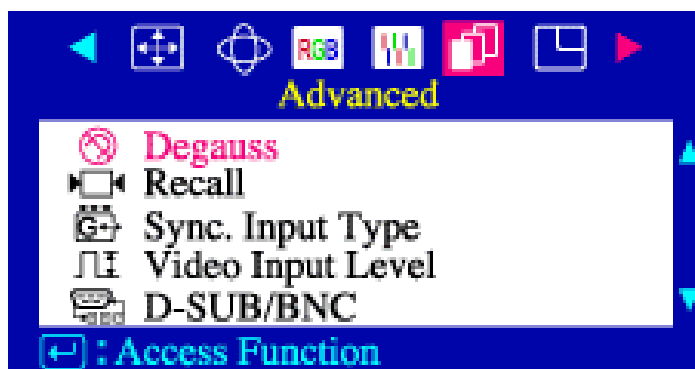 RGB
Advanced
Degauss
Recall
G+
Sync. Input Type
Video Input Level
D-SUB/BNC
: Access Function